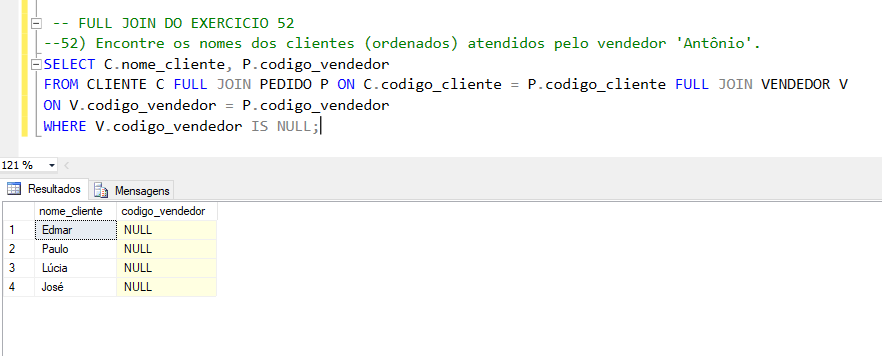 -- FULL JOIN DO EXERCICIO 52
--52) Encontre os nomes dos clientes (ordenados) atendidos pelo vendedor 'Antônio'.
SELECT C.nome_cliente, P.codigo_vendedor
FROM CLIENTE C FULL JOIN PEDIDO P ON C.codigo_cliente = P.codigo_cliente FULL JOIN VENDEDOR V
ON V.codigo_vendedor = P.codigo_vendedor
WHERE V.codigo_vendedor IS NULL;
121 %
Resultados Mensagens
nome_cliente codigo_vendedor
1 Edmar NULL
2 Paulo NULL
3 Lúcia NULL
4 José NULL